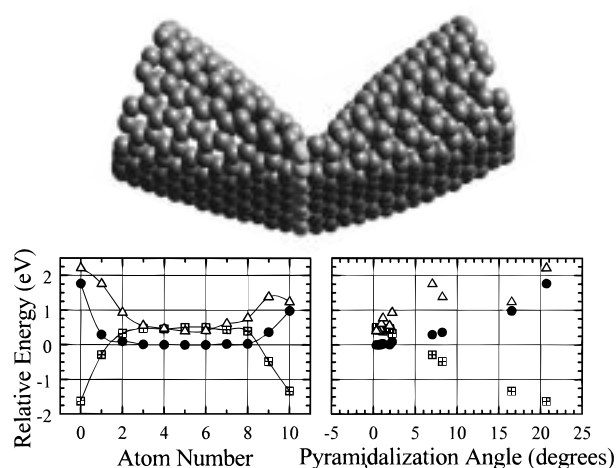 Relative Energy (eV)
2
1
0
-1
-2
0 2 4 6 8 10
-5 0 5 10 15 20 25
Atom Number
Pyramidalization Angle (degrees)